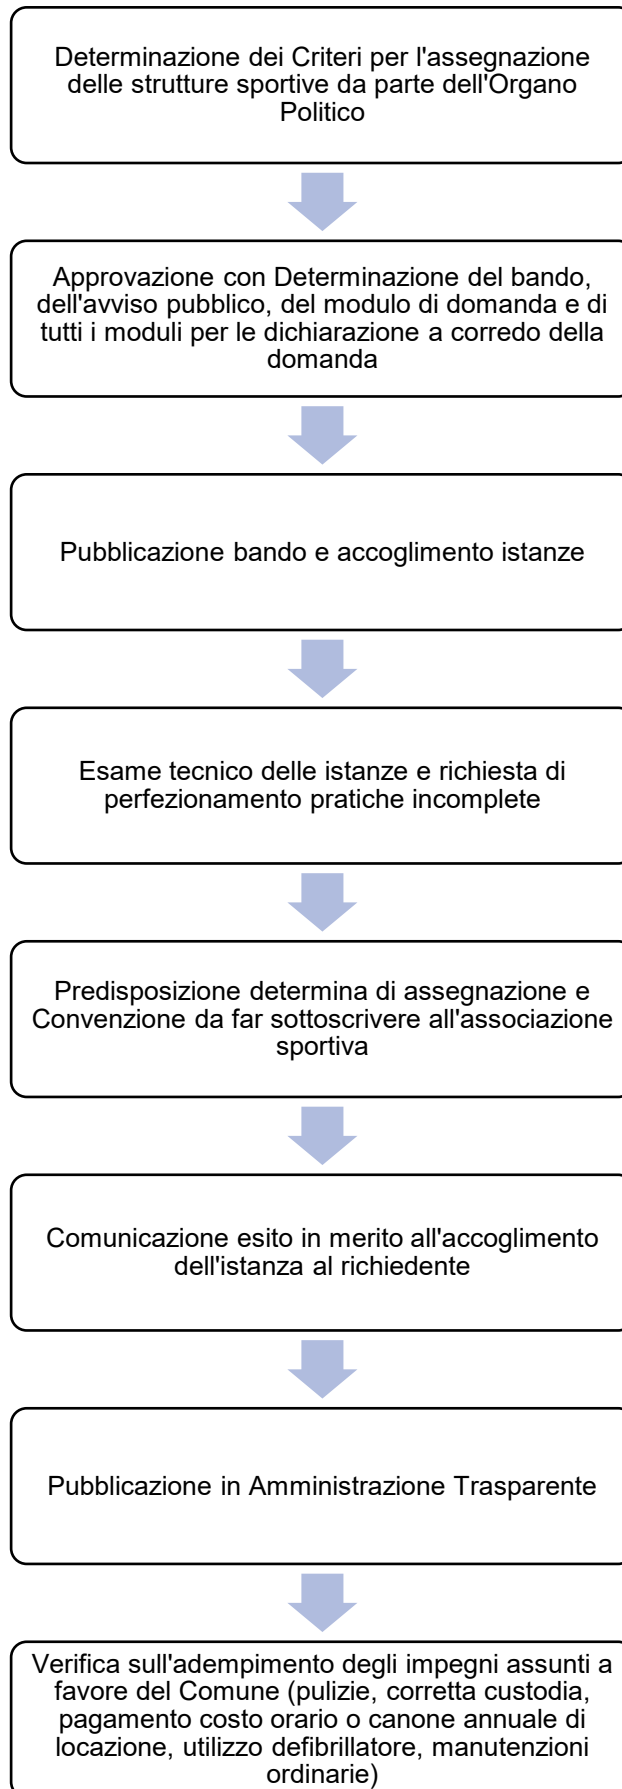 Determinazione dei Criteri per l'assegnazione
delle strutture sportive da parte dell'Organo
Politico
Approvazione con Determinazione del bando,
dell'avviso pubblico, del modulo di domanda e di
tutti i moduli per le dichiarazione a corredo della
domanda
Pubblicazione bando e accoglimento istanze
Esame tecnico delle istanze e richiesta di
perfezionamento pratiche incomplete
Predisposizione determina di assegnazione e
Convenzione da far sottoscrivere all'associazione
sportiva
Comunicazione esito in merito all'accoglimento
dell'istanza al richiedente
Pubblicazione in Amministrazione Trasparente
Verifica sull'adempimento degli impegni assunti a
favore del Comune (pulizie, corretta custodia,
pagamento costo orario o canone annuale di
locazione, utilizzo defibrillatore, manutenzioni
ordinarie)